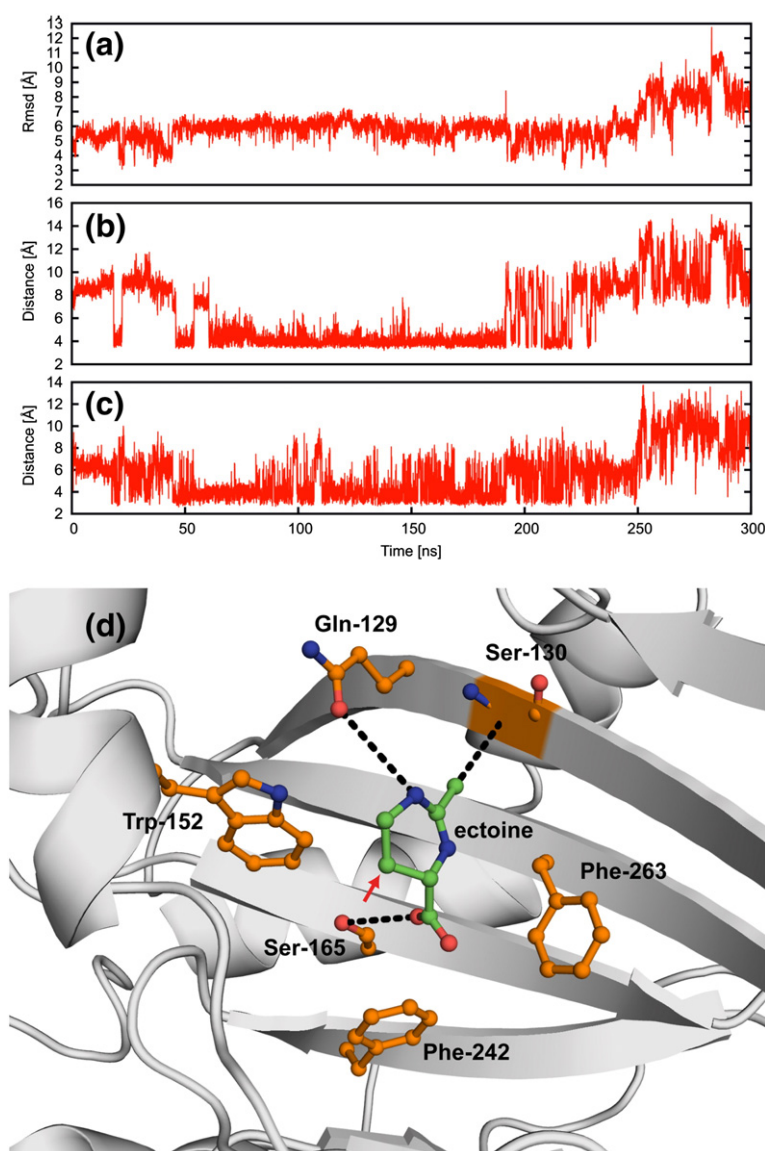 (a)
Rmsd [Å]
13
12
11
10
9
8
7
6
5
4
3
2
(b)
Distance [Å]
16
14
12
10
8
6
4
2
(c)
Distance [Å]
14
12
10
8
6
4
2
0 50 100 150 200 250 300
Time [ns]
(d)
Gln-129
Ser-130
Trp-152
ectoine
Phe-263
Ser-165
Phe-242